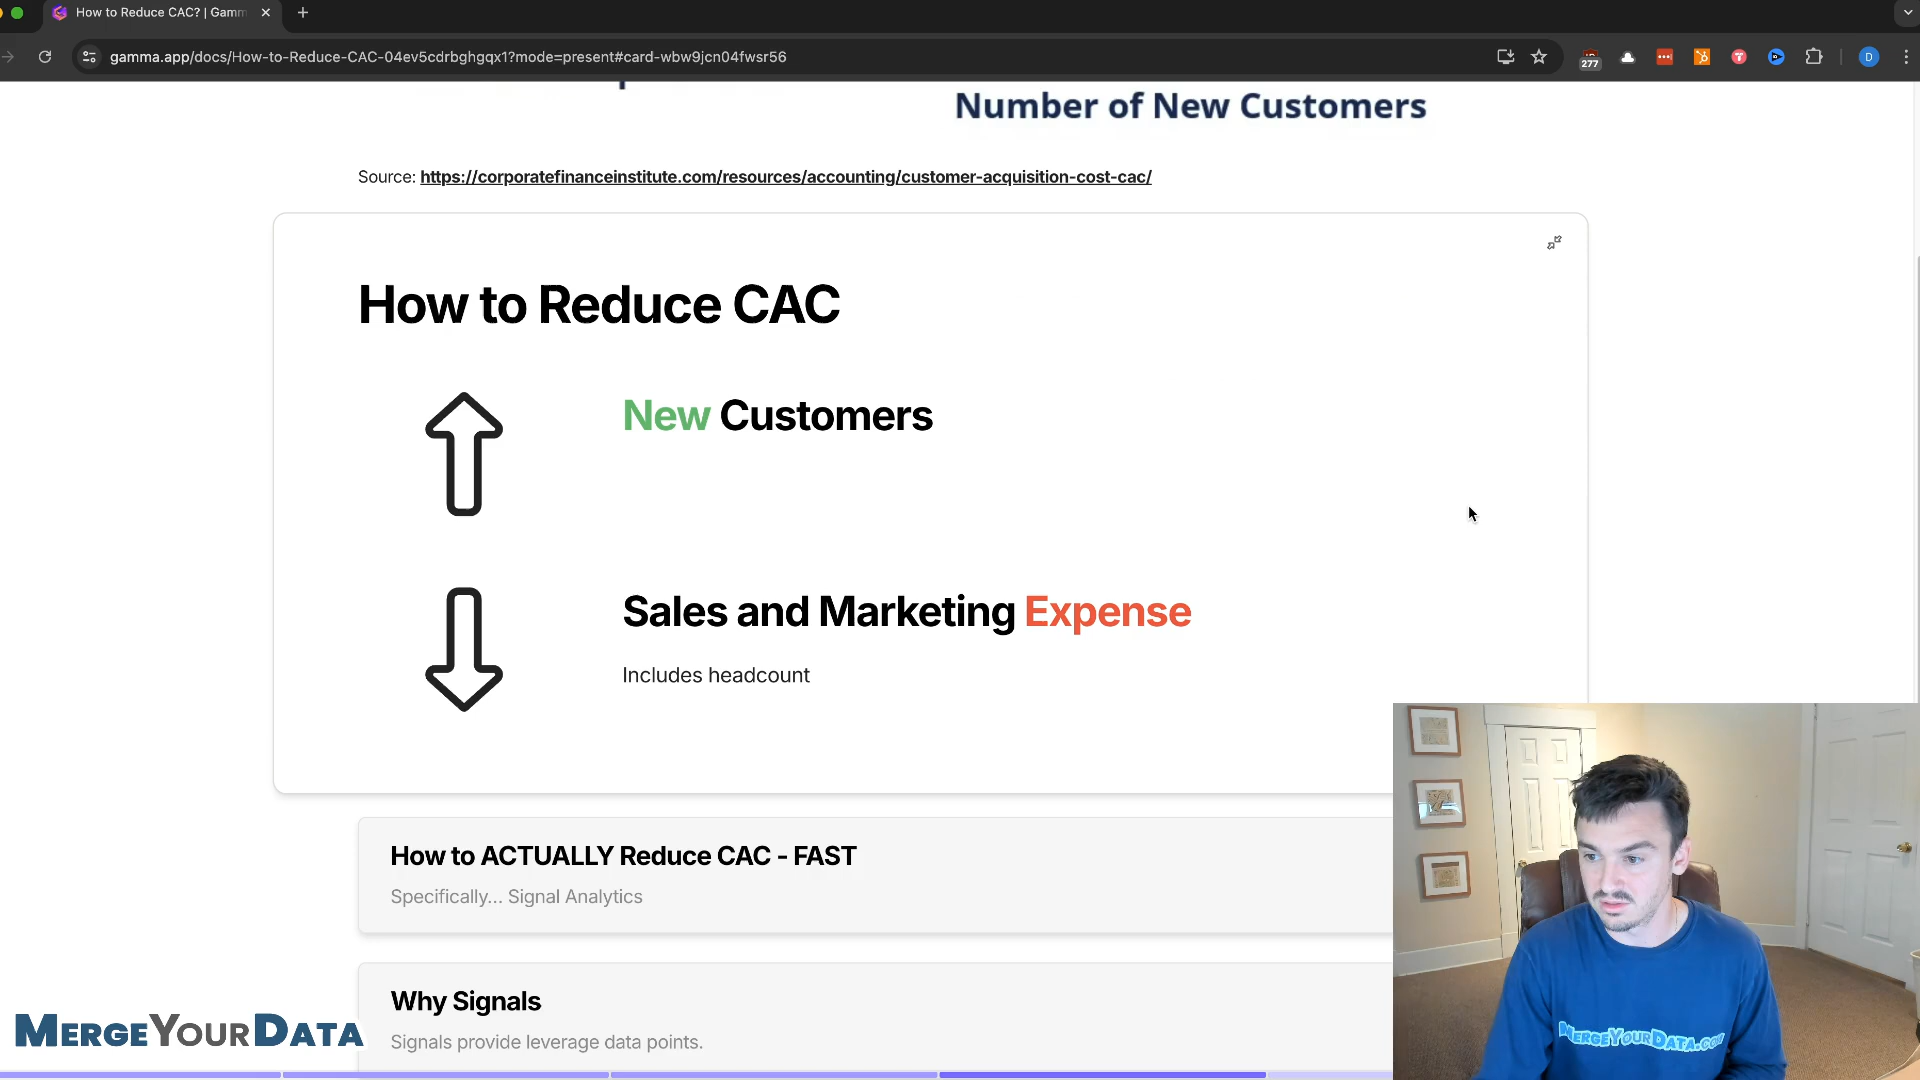 How to Reduce CAC? | Gamm
gamma.app/docs/How-to-Reduce-CAC-04ev5cdrbghgqx1?mode=present#card-wbw9jcn04fwsr56
277
D
Number of New Customers
Source: https://corporatefinanceinstitute.com/resources/accounting/customer-acquisition-cost-cac/
How to Reduce CAC
New Customers
Sales and Marketing Expense
Includes headcount
How to ACTUALLY Reduce CAC - FAST
Specifically... Signal Analytics
Why Signals
Signals provide leverage data points.
MERGEYOURDATA
MERGEYOURDATA.COM